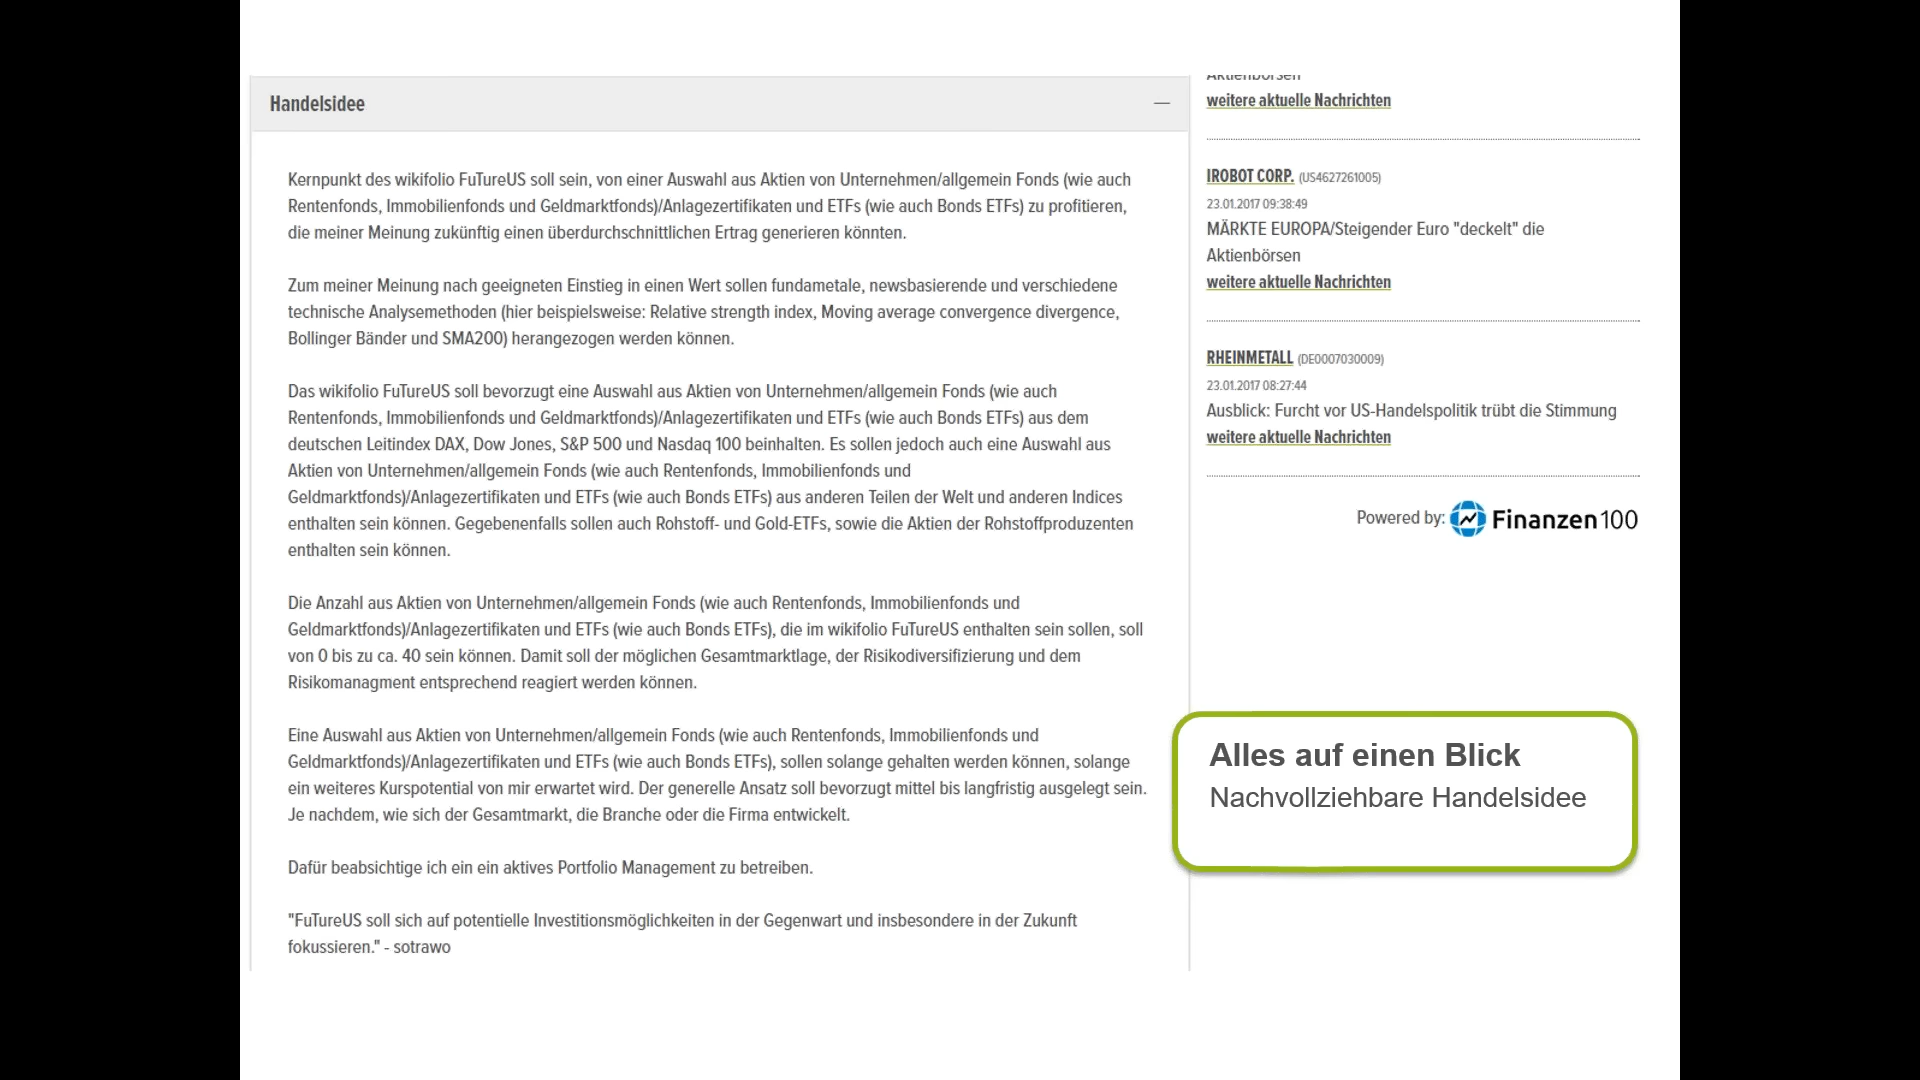 Handelsidee
Kernpunkt des wikifolio FuTureUS soll sein, von einer Auswahl aus Aktien von Unternehmen/allgemein Fonds (wie auch
Rentenfonds, Immobilienfonds und Geldmarktfonds)/Anlagezertifikaten und ETFs (wie auch Bonds ETFs) zu profitieren,
die meiner Meinung zukünftig einen überdurchschnittlichen Ertrag generieren könnten.
Zum meiner Meinung nach geeigneten Einstieg in einen Wert sollen fundametale, newsbasierende und verschiedene
technische Analysemethoden (hier beispielsweise: Relative strength index, Moving average convergence divergence,
Bollinger Bänder und SMA200) herangezogen werden können.
Das wikifolio FuTureUS soll bevorzugt eine Auswahl aus Aktien von Unternehmen/allgemein Fonds (wie auch
Rentenfonds, Immobilienfonds und Geldmarktfonds)/Anlagezertifikaten und ETFs (wie auch Bonds ETFs) aus dem
deutschen Leitindex DAX, Dow Jones, S&P 500 und Nasdaq 100 beinhalten. Es sollen jedoch auch eine Auswahl aus
Aktien von Unternehmen/allgemein Fonds (wie auch Rentenfonds, Immobilienfonds und
Geldmarktfonds)/Anlagezertifikaten und ETFs (wie auch Bonds ETFs) aus anderen Teilen der Welt und anderen Indices
enthalten sein können. Gegebenenfalls sollen auch Rohstoff- und Gold-ETFs, sowie die Aktien der Rohstoffproduzenten
enthalten sein können.
Die Anzahl aus Aktien von Unternehmen/allgemein Fonds (wie auch Rentenfonds, Immobilienfonds und
Geldmarktfonds)/Anlagezertifikaten und ETFs (wie auch Bonds ETFs), die im wikifolio FuTureUS enthalten sein sollen, soll
von 0 bis zu ca. 40 sein können. Damit soll der möglichen Gesamtmarktlage, der Risikodiversifizierung und dem
Risikomanagment entsprechend reagiert werden können.
Eine Auswahl aus Aktien von Unternehmen/allgemein Fonds (wie auch Rentenfonds, Immobilienfonds und
Geldmarktfonds)/Anlagezertifikaten und ETFs (wie auch Bonds ETFs), sollen solange gehalten werden können, solange
ein weiteres Kurspotential von mir erwartet wird. Der generelle Ansatz soll bevorzugt mittel bis langfristig ausgelegt sein.
Je nachdem, wie sich der Gesamtmarkt, die Branche oder die Firma entwickelt.
Dafür beabsichtige ich ein ein aktives Portfolio Management zu betreiben.
"FuTureUS soll sich auf potentielle Investitionsmöglichkeiten in der Gegenwart und insbesondere in der Zukunft
fokussieren." - sotrawo
Aktienbörsen
weitere aktuelle Nachrichten
IROBOT CORP. (US4627261005)
23.01.2017 09:38:49
MÄRKTE EUROPA/Steigender Euro "deckelt" die
Aktienbörsen
weitere aktuelle Nachrichten
RHEINMETALL (DE0007030009)
23.01.2017 08:27:44
Ausblick: Furcht vor US-Handelspolitik trübt die Stimmung
weitere aktuelle Nachrichten
Powered by: Finanzen100
Alles auf einen Blick
Nachvollziehbare Handelsidee